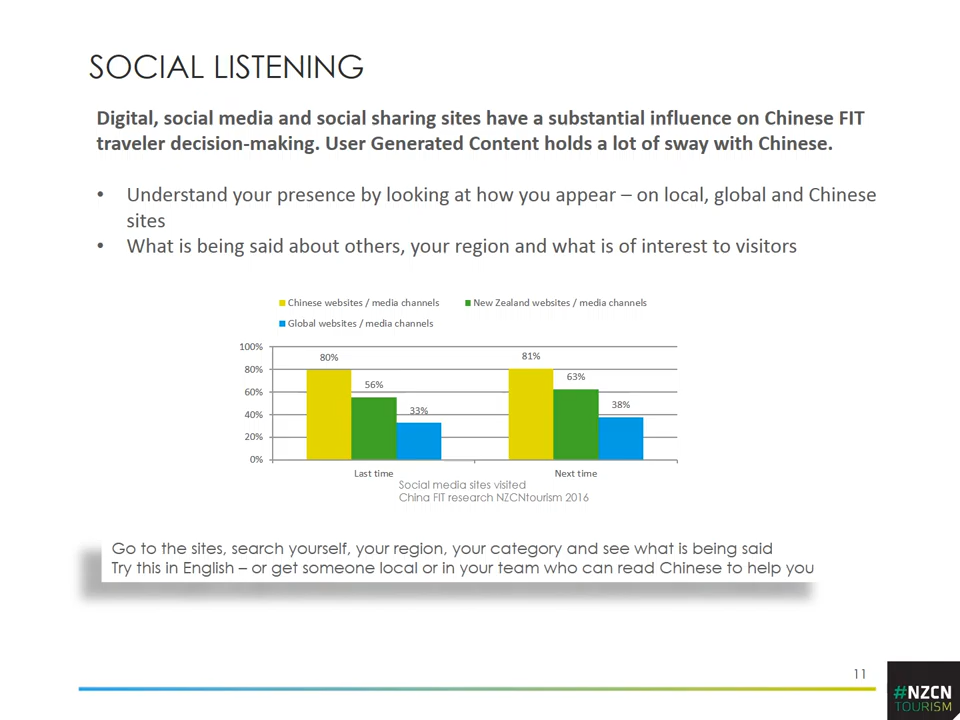 SOCIAL LISTENING
Digital, social media and social sharing sites have a substantial influence on Chinese FIT
traveler decision-making. User Generated Content holds a lot of sway with Chinese.
• Understand your presence by looking at how you appear – on local, global and Chinese
sites
• What is being said about others, your region and what is of interest to visitors
Chinese websites / media channels New Zealand websites / media channels
Global websites / media channels
100%
80%
60%
40%
20%
0%
80%
56%
33%
81%
63%
38%
Last time Next time
Social media sites visited
China FIT research NZCNtourism 2016
Go to the sites, search yourself, your region, your category and see what is being said
Try this in English – or get someone local or in your team who can read Chinese to help you
11
#NZCN
TOURISM